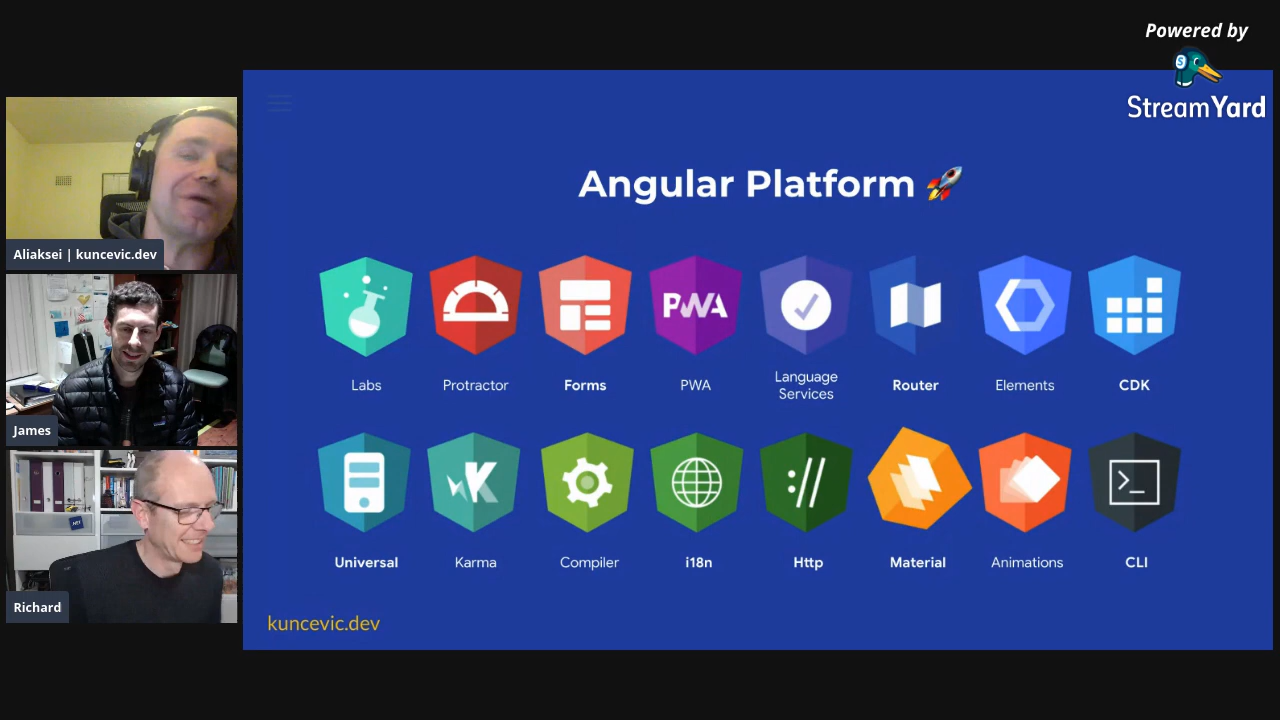 Powered by
StreamYard
Angular Platform 🚀
Labs
Protractor
Forms
PWA
PWA
Language
Services
Router
Elements
CDK
Universal
K
Karma
Compiler
i18n
://
Http
Material
Animations
>_
CLI
kuncevic.dev
Aliaksei | kuncevic.dev
James
Richard
.NET